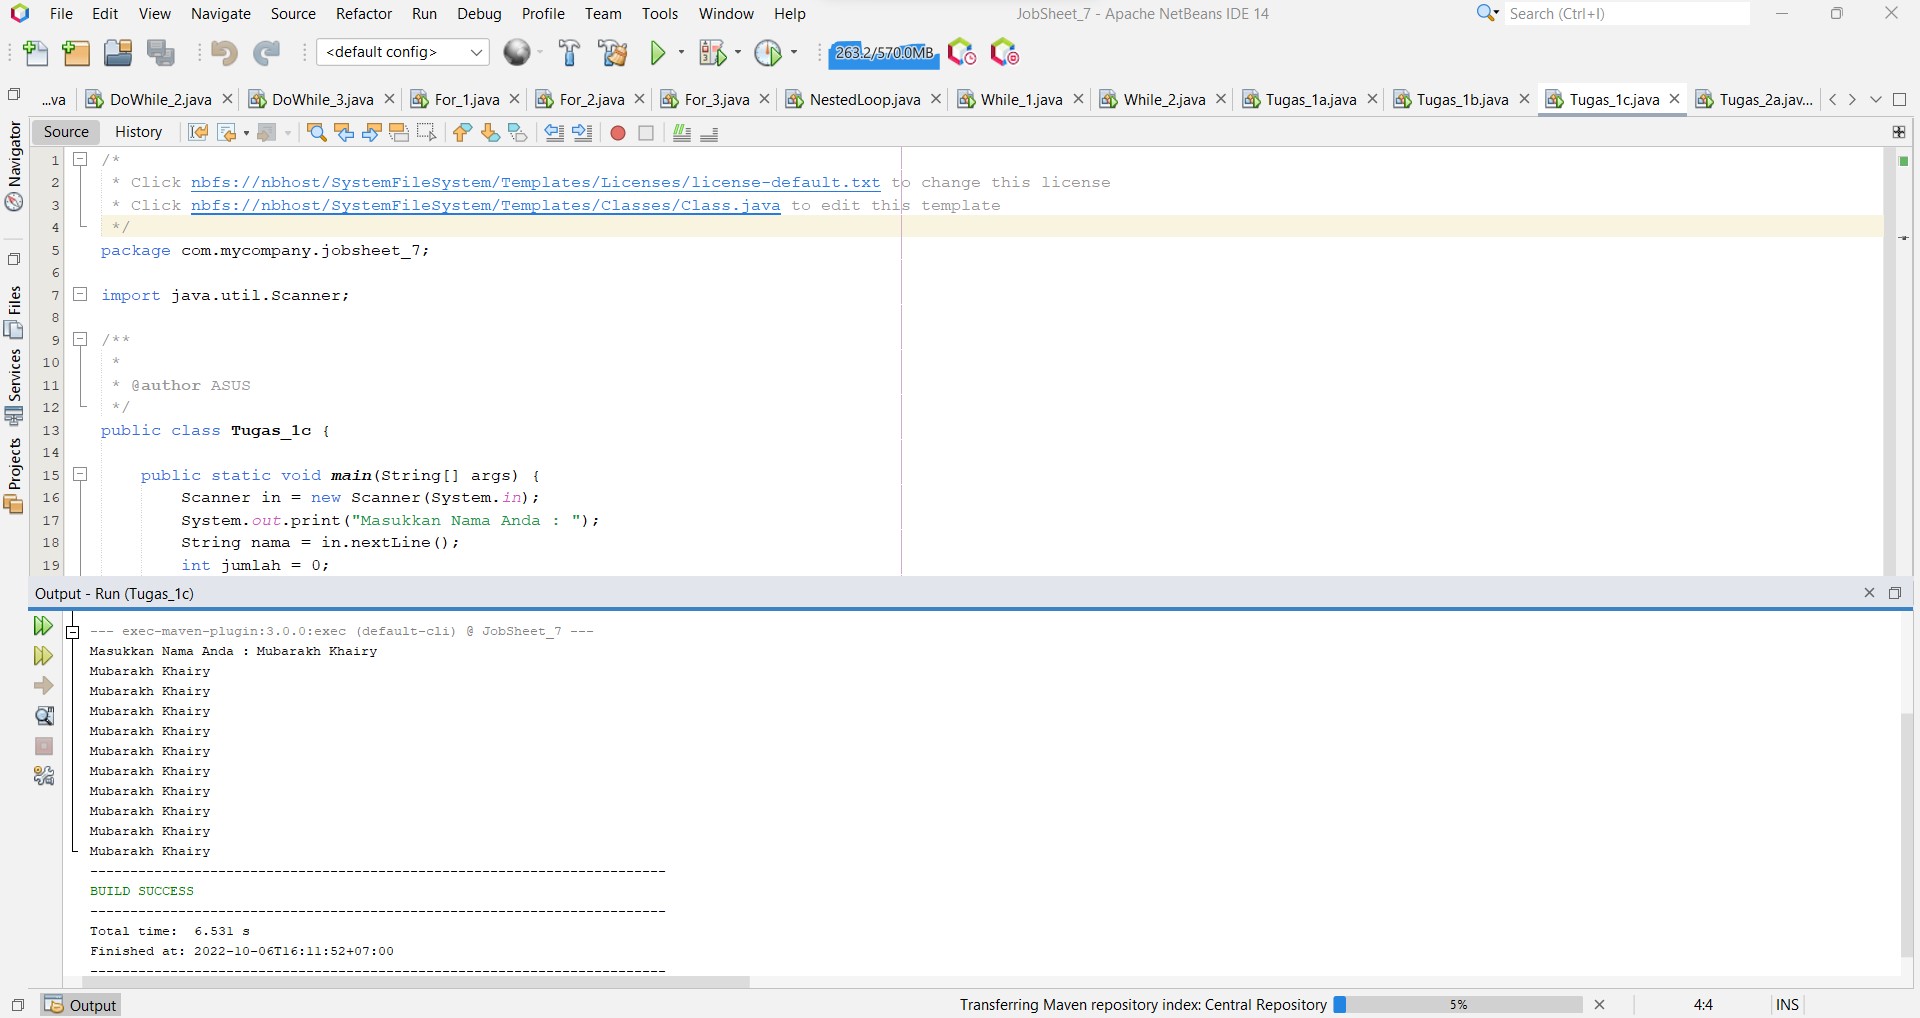 File Edit View Navigate Source Refactor Run Debug Profile Team Tools Window Help
JobSheet_7 - Apache NetBeans IDE 14
Search (Ctrl+I)
<default config>
263.2/570.0MB
...va DoWhile_2.java DoWhile_3.java For_1.java For_2.java For_3.java NestedLoop.java While_1.java While_2.java Tugas_1a.java Tugas_1b.java Tugas_1c.java Tugas_2a.jav...
Source History
Navigator
Files
Services
Projects
1 /*
2 * Click nbfs://nbhost/SystemFileSystem/Templates/Licenses/license-default.txt to change this license
3 * Click nbfs://nbhost/SystemFileSystem/Templates/Classes/Class.java to edit this template
4 */
5 package com.mycompany.jobsheet_7;
6
7 import java.util.Scanner;
8
9 /**
10 *
11 * @author ASUS
12 */
13 public class Tugas_1c {
14
15 public static void main(String[] args) {
16 Scanner in = new Scanner(System.in);
17 System.out.print("Masukkan Nama Anda : ");
18 String nama = in.nextLine();
19 int jumlah = 0;
Output - Run (Tugas_1c)
--- exec-maven-plugin:3.0.0:exec (default-cli) @ JobSheet_7 ---
Masukkan Nama Anda : Mubarakh Khairy
Mubarakh Khairy
Mubarakh Khairy
Mubarakh Khairy
Mubarakh Khairy
Mubarakh Khairy
Mubarakh Khairy
Mubarakh Khairy
Mubarakh Khairy
Mubarakh Khairy
Mubarakh Khairy
------------------------------------------------------------------------
BUILD SUCCESS
------------------------------------------------------------------------
Total time:  6.531 s
Finished at: 2022-10-06T16:11:52+07:00
------------------------------------------------------------------------
Output
Transferring Maven repository index: Central Repository 5% 4:4 INS